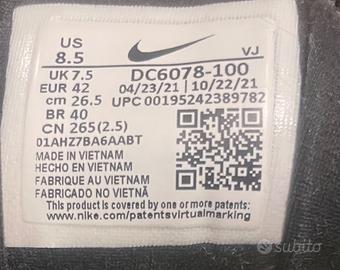 US
8.5
VJ
UK 7.5
DC6078-100
EUR 42
04/23/21 / 10/22/21
cm 26.5
UPC 00195242389782
BR 40
CN 265(2.5)
01AHZ7BA6AABT
MADE IN VIETNAM
HECHO EN VIETNAM
FABRIQUE AU VIETNAM
FABRICADO NO VIETNÃ
This product is covered by one or more patents:
www.nike.com/patentsvirtualmarking
subito